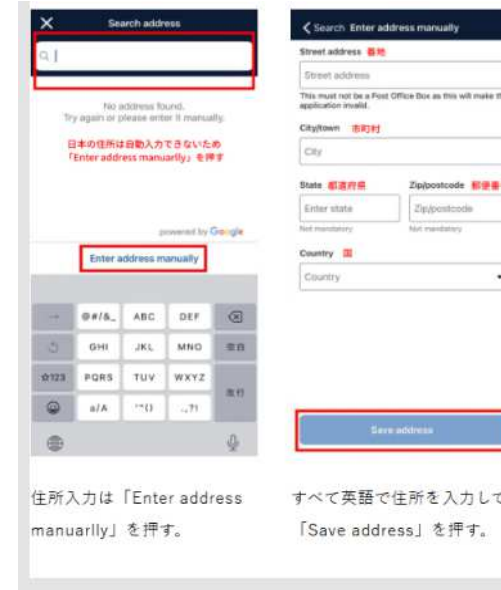 Search address
No address found.
Try again or please enter it manually.
日本の住所は自動入力できないため
「Enter address manuarlly」を押す
powered by Google
Enter address manually
@#/&_ ABC DEF
GHI JKL MNO 空白
☆123 PQRS TUV WXYZ
改行
a/A '"() .,?!
住所入力は「Enter address
manuarlly」を押す。
Search Enter address manually
Street address 番地
Street address
This must not be a Post Office Box as this will make
application invalid.
City/town 市町村
City
State 都道府県 Zip/postcode 郵便番
Enter state Zip/postcode
Not mandatory Not mandatory
Country 国
Country
Save address
すべて英語で住所を入力して
「Save address」を押す。